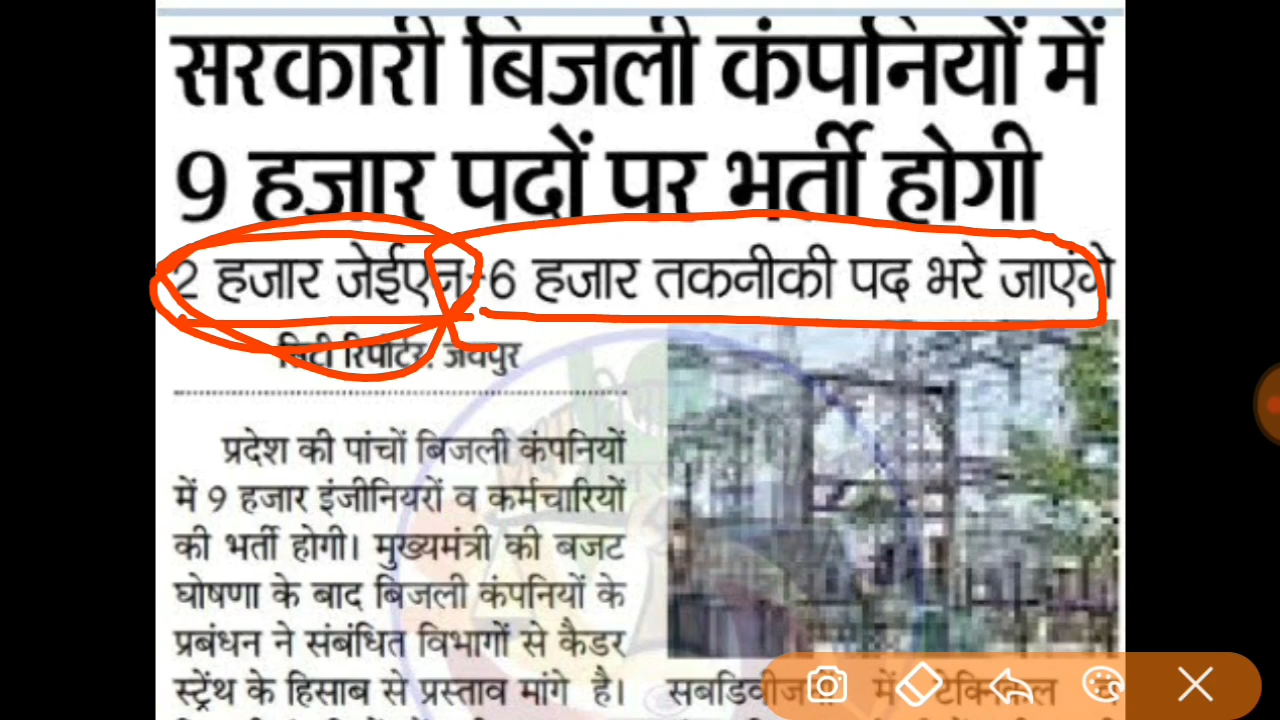 सरकारी बिजली कंपनियों में
9 हजार पदों पर भर्ती होगी
2 हजार जेईएन-6 हजार तकनीकी पद भरे जाएंगे
सिटी रिपोर्टर. जयपुर
प्रदेश की पांचों बिजली कंपनियों
में 9 हजार इंजीनियरों व कर्मचारियों
की भर्ती होगी। मुख्यमंत्री की बजट
घोषणा के बाद बिजली कंपनियों के
प्रबंधन ने संबंधित विभागों से कैडर
स्ट्रेंथ के हिसाब से प्रस्ताव मांगे है।
सबडिवीजनों में टेक्निकल